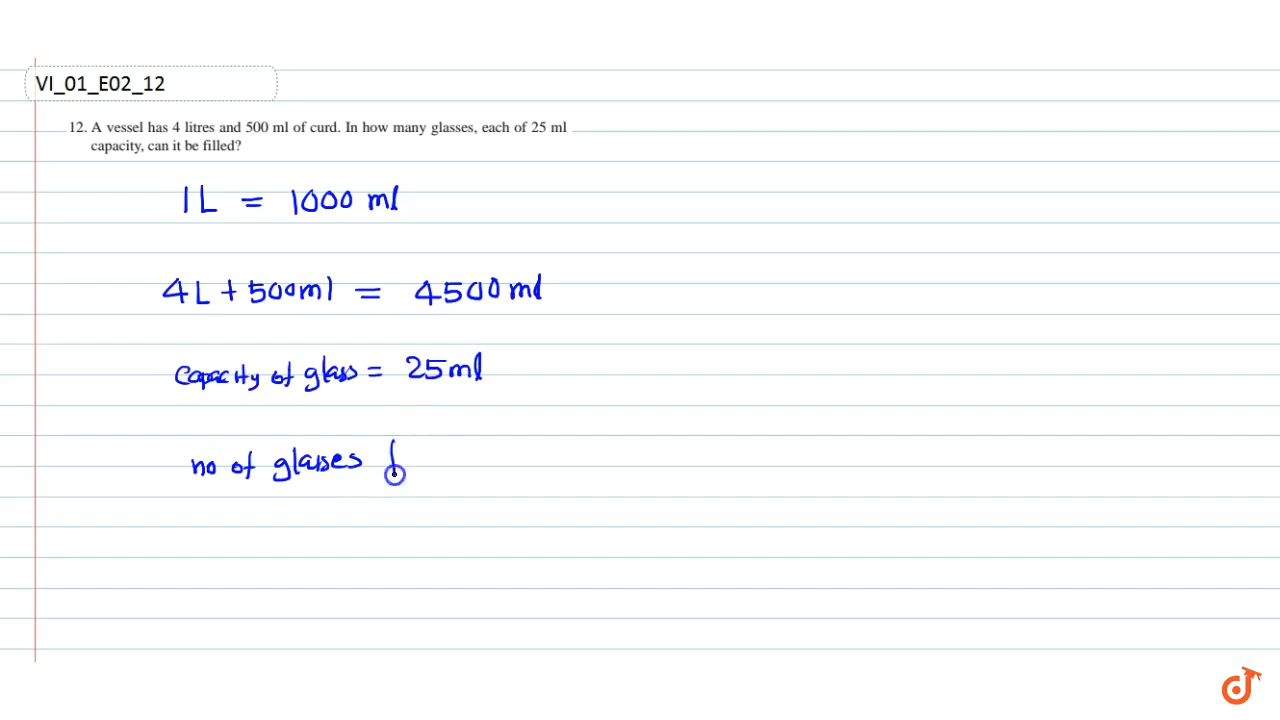 VI_01_E02_12
12. A vessel has 4 litres and 500 ml of curd. In how many glasses, each of 25 ml
capacity, can it be filled?
1L = 1000 ml
4L + 500ml = 4500 ml
capacity of glass = 25 ml
no of glasses